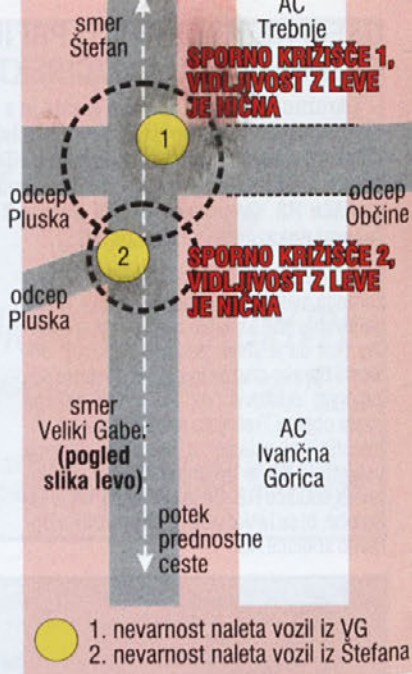 smer
Štefan
AC
Trebnje
SPORNO KRIŽIŠČE 1,
VIDLJIVOST Z LEVE
JE NIČNA
1
odcep
Pluska
odcep
Občine
2
SPORNO KRIŽIŠČE 2,
VIDLJIVOST Z LEVE
JE NIČNA
odcep
Pluska
smer
Veliki Gaber
(pogled
slika levo)
AC
Ivančna
Gorica
potek
prednostne
ceste
1. nevarnost naleta vozil iz VG
2. nevarnost naleta vozil iz Štefana